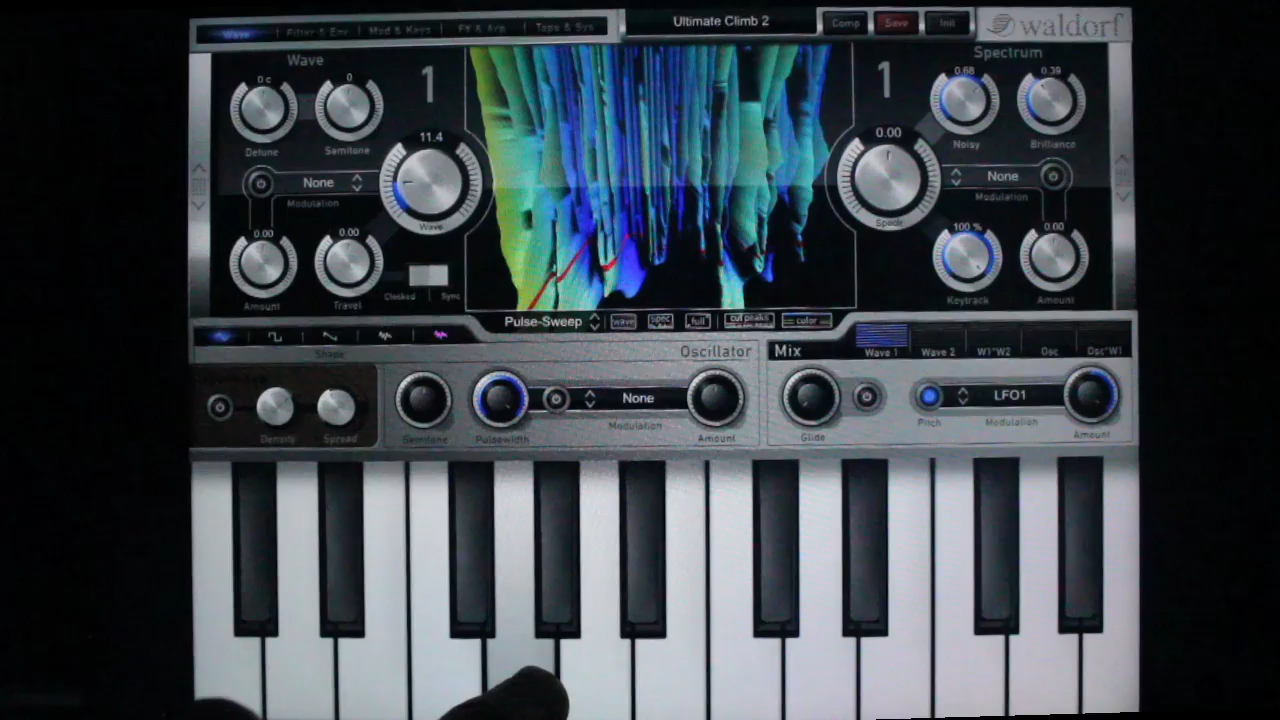 Wave Filter & Env Mod & Keys FX & Arp Tape & Sys
Ultimate Climb 2
Comp Save Init
waldorf
Wave
1
1
Spectrum
0 c
0
0.68
0.39
Detune
Semitone
Noisy
Brilliance
11.4
0.00
None
Modulation
None
Modulation
Wave
Spectr
0.00
0.00
100 %
0.00
Amount
Travel
Clocked
Sync
Keytrack
Amount
Pulse-Sweep
wave
spec
full
cut peaks
color
Shape
Oscillator
Mix
Wave 1
Wave 2
W1*W2
Osc
Osc*W1
Density
Spread
Semitone
Pulsewidth
None
Modulation
Amount
Glide
Pitch
LFO1
Modulation
Amount